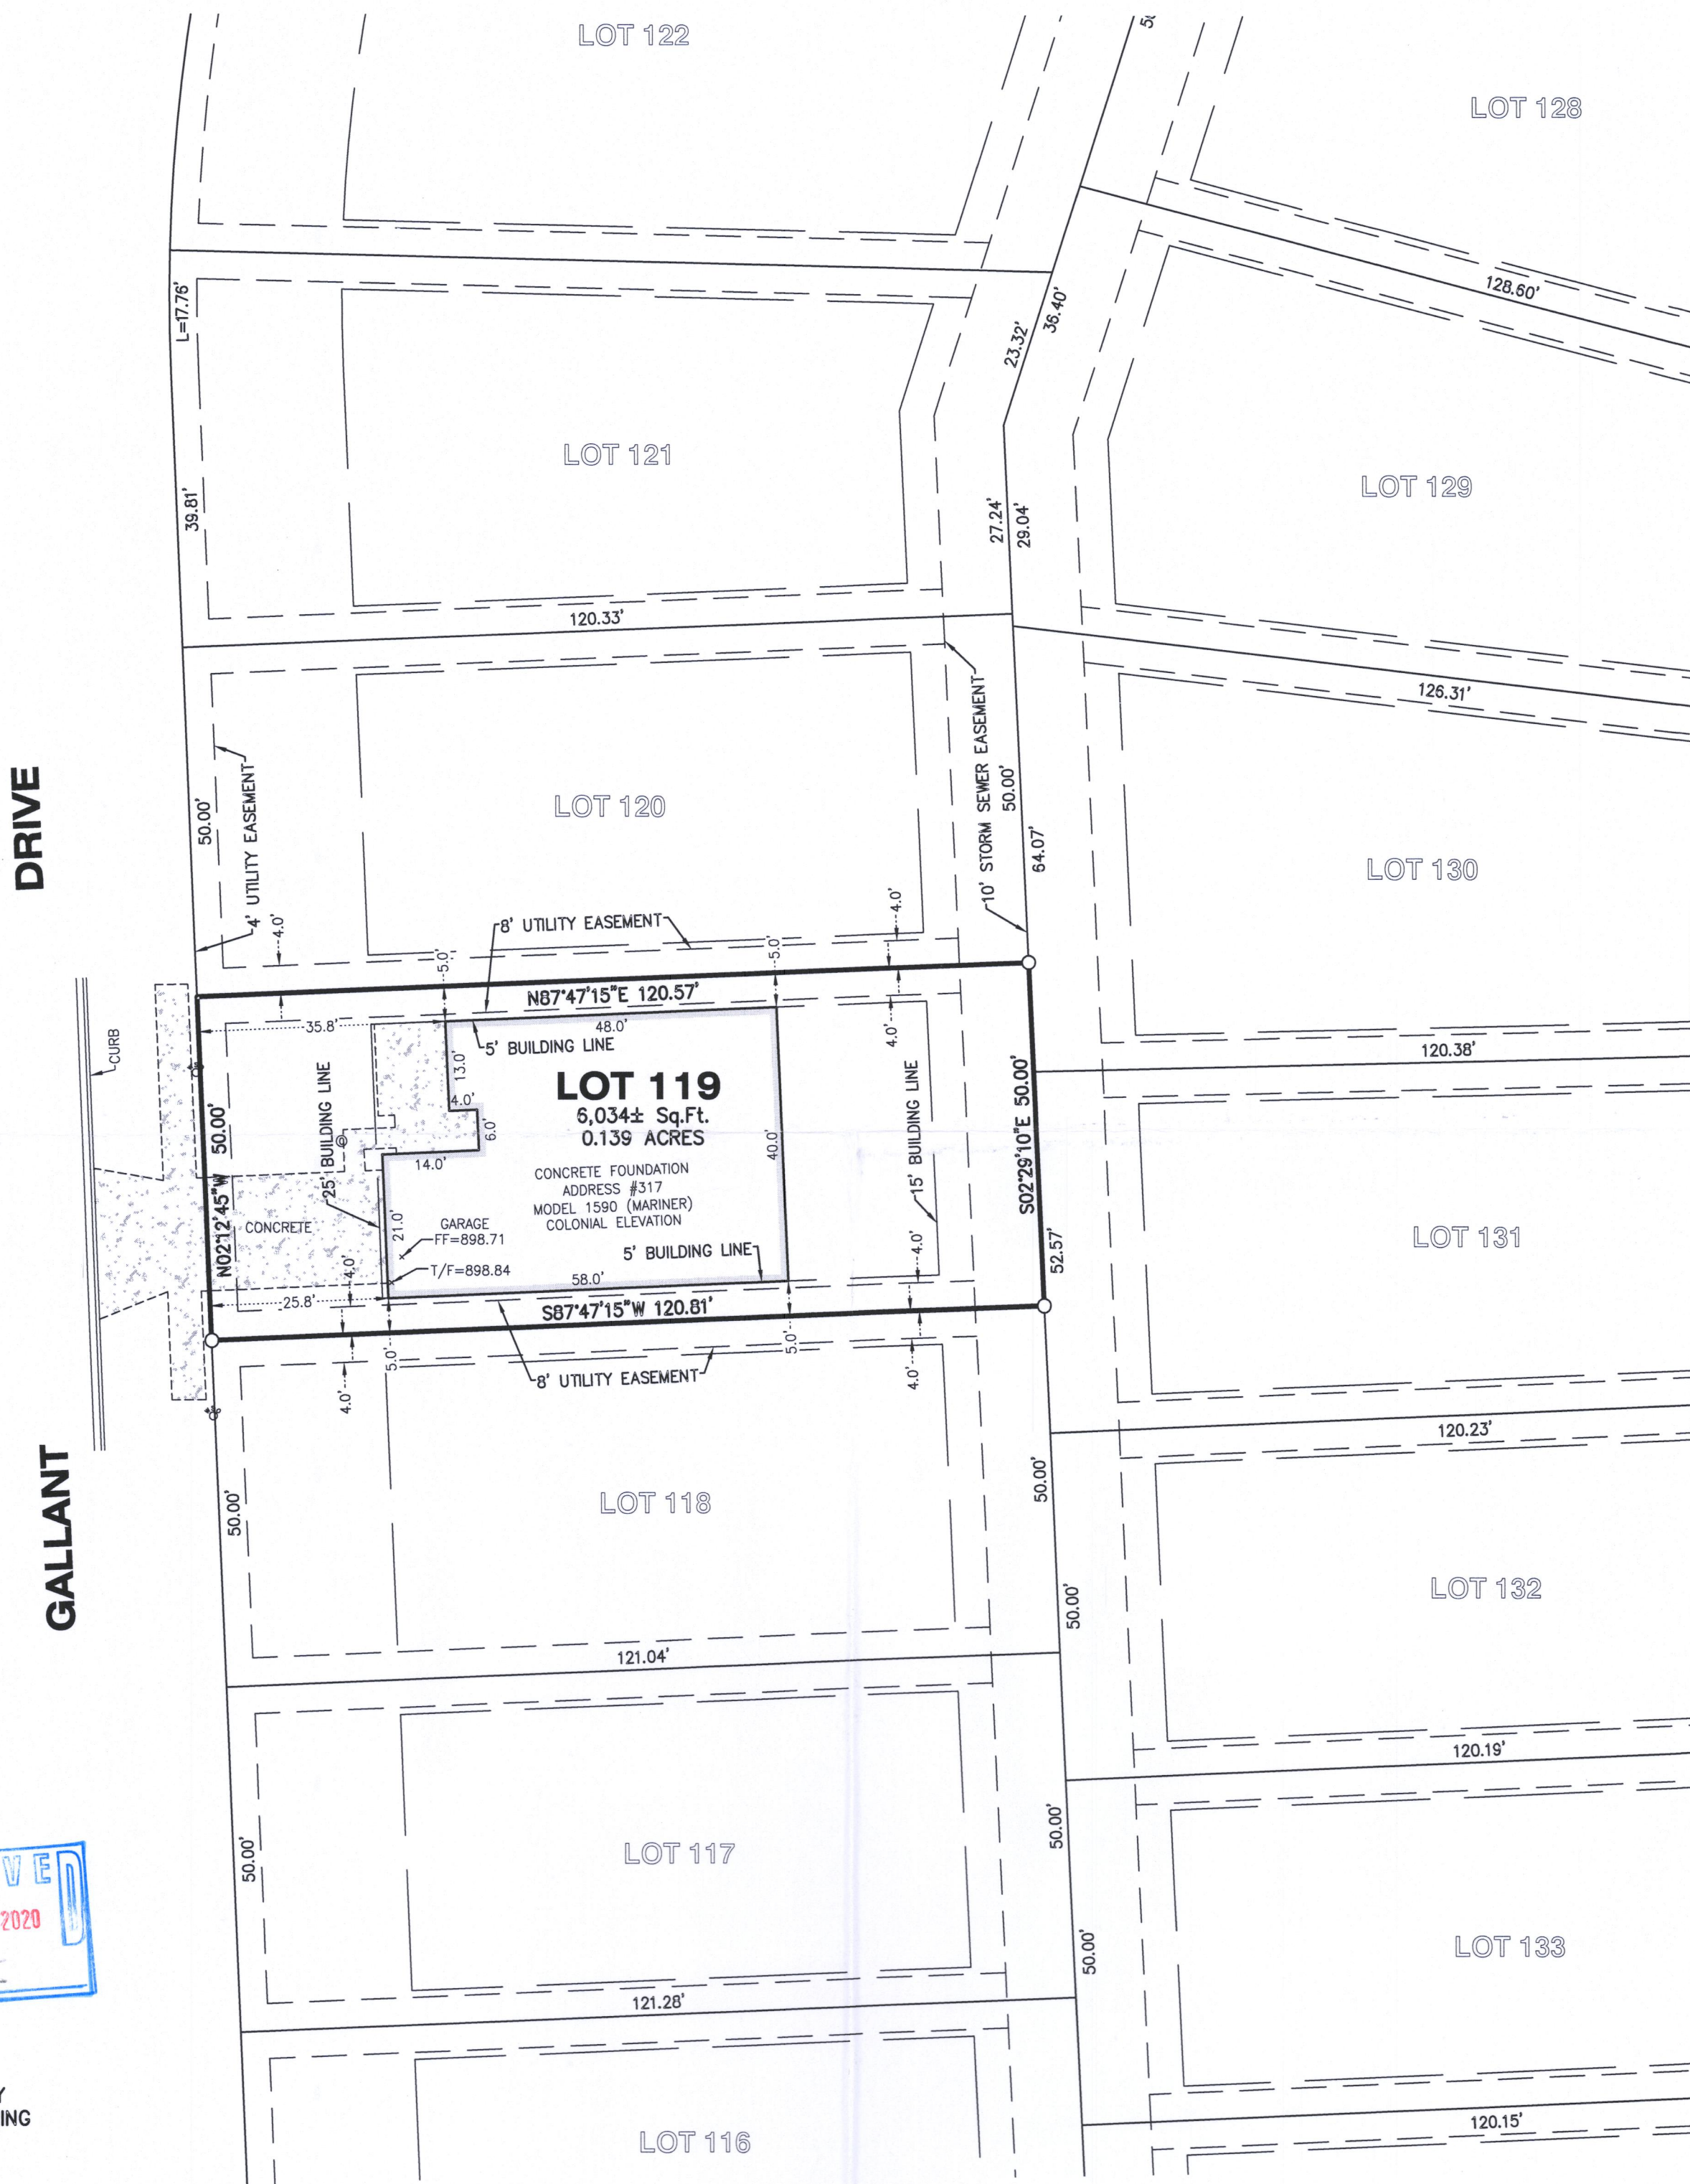 LOT 122
LOT 128
L=17.76'
128.60'
36.40'
23.32'
LOT 121
LOT 129
39.81'
27.24'
29.04'
120.33'
126.31'
10' STORM SEWER EASEMENT
50.00'
DRIVE
50.00'
4' UTILITY EASEMENT
LOT 120
64.07'
LOT 130
4.0'
8' UTILITY EASEMENT
4.0'
5.0'
5.0'
N87°47'15"E 120.57'
35.8'
48.0'
5' BUILDING LINE
4.0'
CURB
120.38'
13.0'
LOT 119
6,034± Sq.Ft.
0.139 ACRES
4.0'
6.0'
14.0'
40.0'
25' BUILDING LINE
15' BUILDING LINE
N02°12'45"W 50.00'
S02°29'10"E 50.00'
CONCRETE FOUNDATION
ADDRESS #317
MODEL 1590 (MARINER)
COLONIAL ELEVATION
CONCRETE
21.0'
GARAGE
FF=898.71
T/F=898.84
5' BUILDING LINE
4.0'
4.0'
58.0'
25.8'
S87°47'15"W 120.81'
52.57'
LOT 131
5.0'
5.0'
4.0'
8' UTILITY EASEMENT
4.0'
120.23'
GALLANT
50.00'
LOT 118
50.00'
50.00'
LOT 132
121.04'
120.19'
50.00'
LOT 117
50.00'
VED
2020
50.00'
LOT 133
121.28'
ING
LOT 116
120.15'